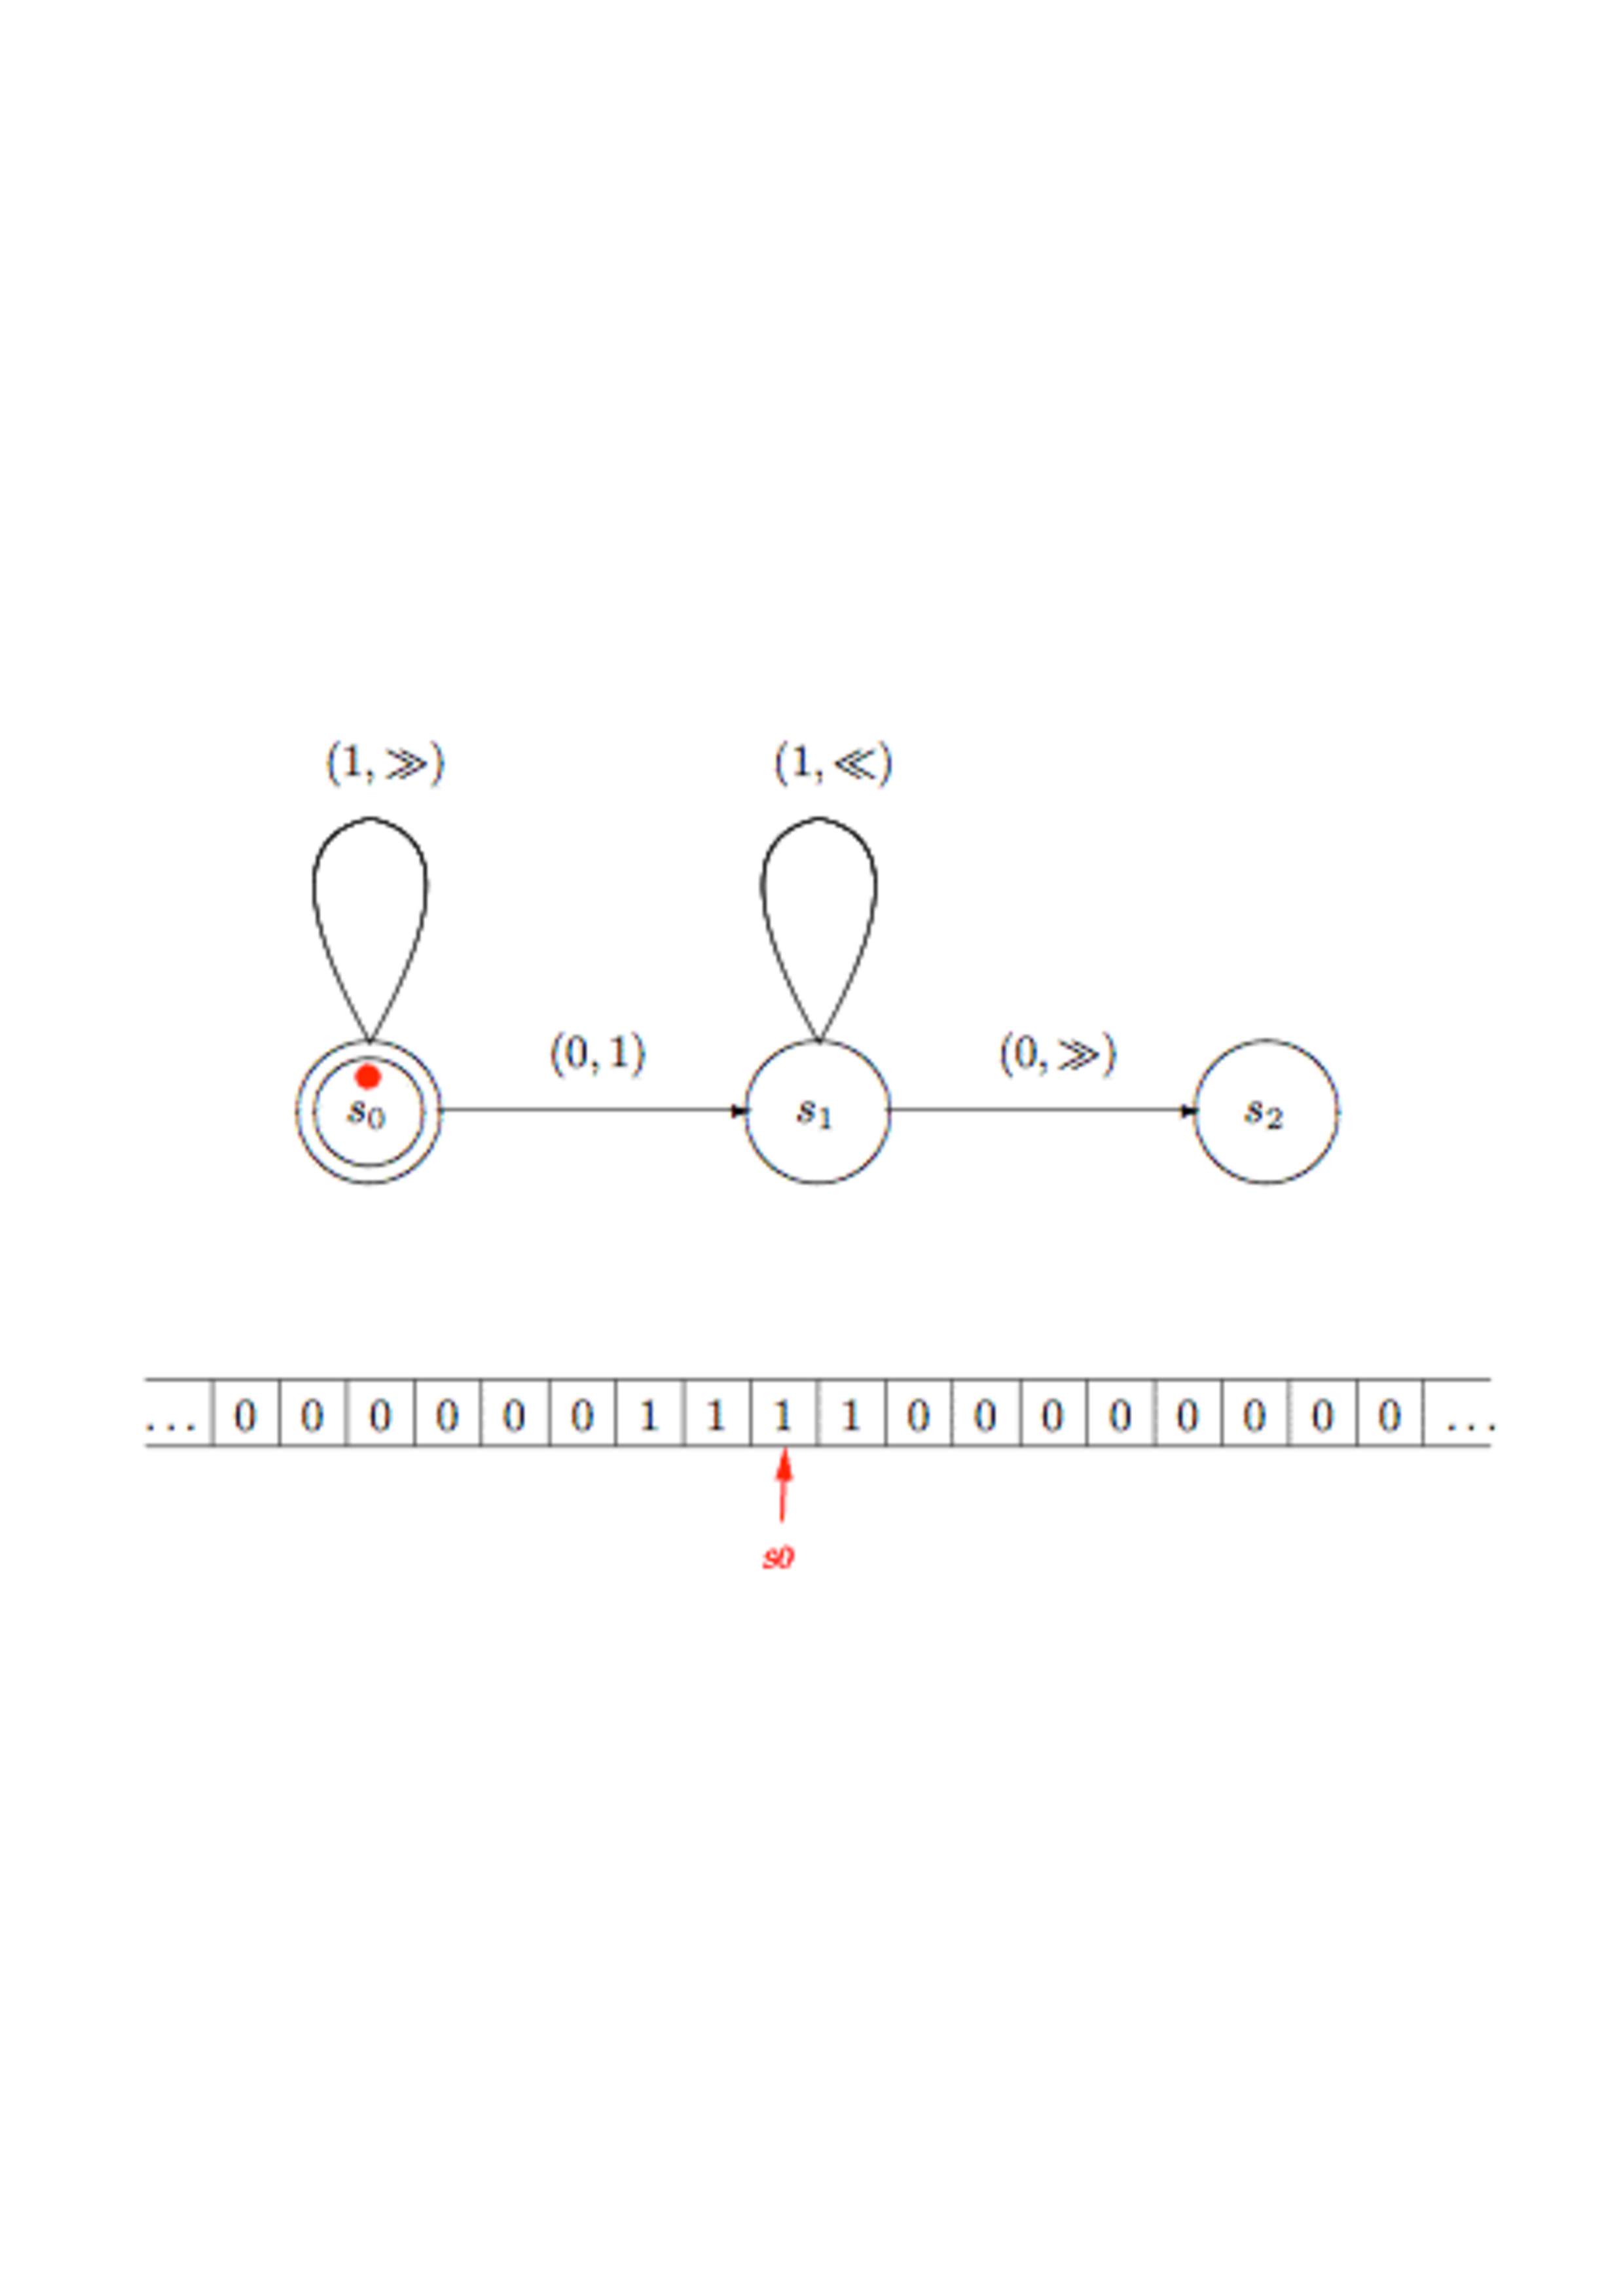 (1, ≫) (1, ≪)
(0, 1) (0, ≫)
s₀ s₁ s₂
... 0 0 0 0 0 0 1 1 1 1 0 0 0 0 0 0 0 0 ...
s0